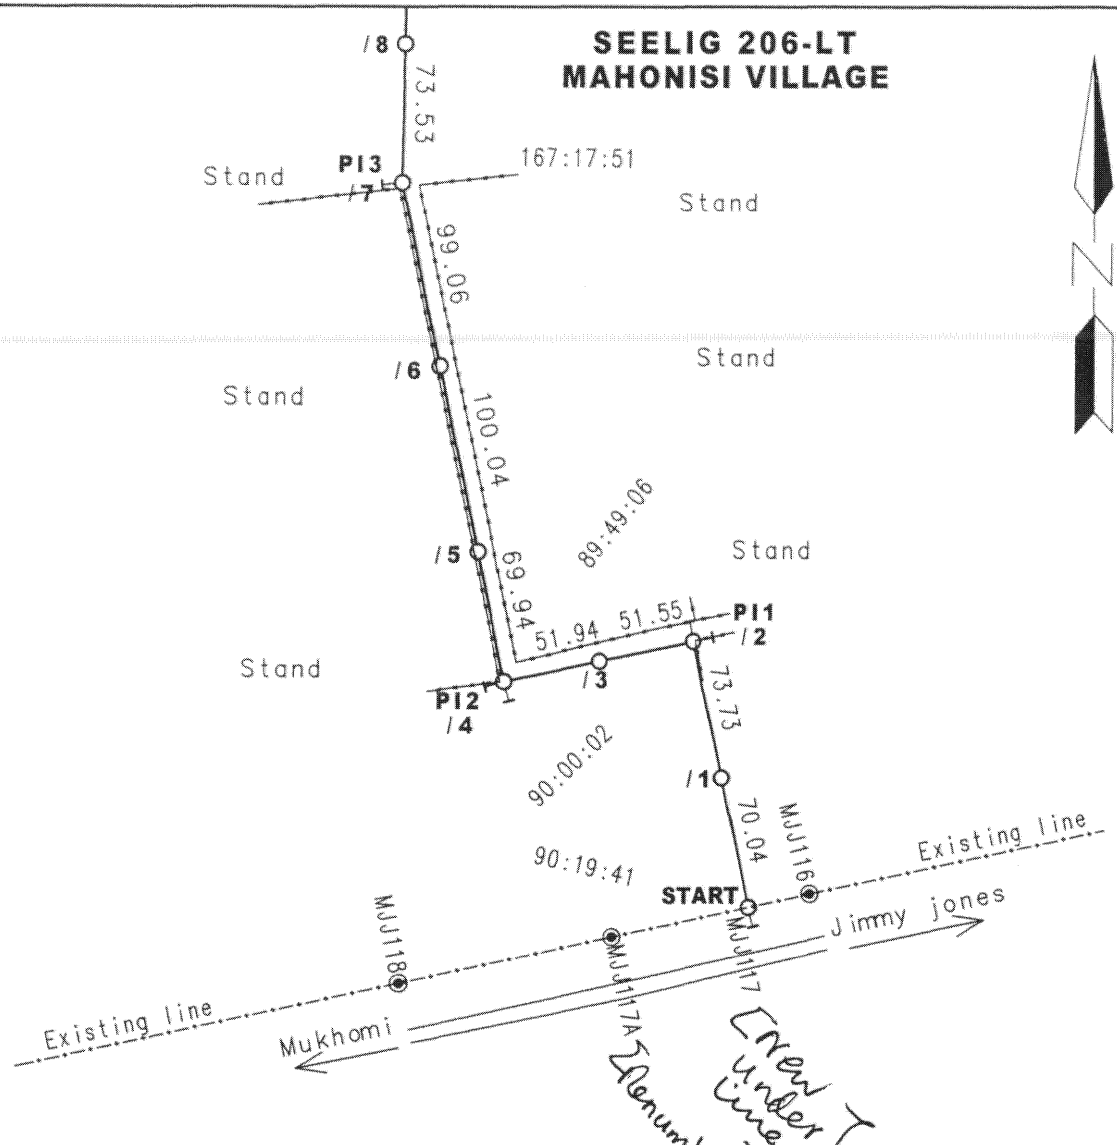 SEELIG 206-LT
MAHONISI VILLAGE
/8
73.53
PI3
/7
167:17:51
Stand
Stand
99.06
N
/6
Stand
Stand
100.04
/5
89:49:06
Stand
69.94
51.94
51.55
PI1
/2
Stand
/3
PI2
/4
73.73
90:00:02
/1
70.04
MJJ116
Existing line
90:19:41
START
MJJ118
MJJ117
Jimmy jones
MJJ117A
Existing line
Mukhomi
[New T
under
line
[Renum